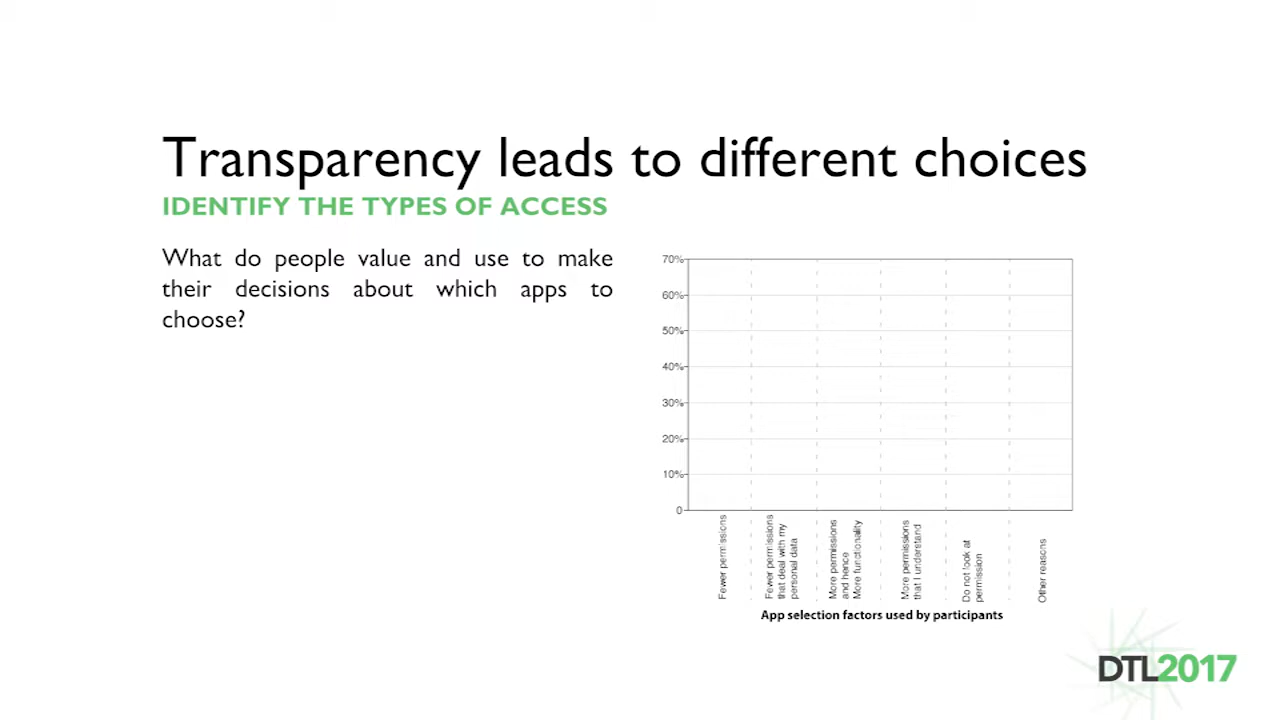 Transparency leads to different choices
IDENTIFY THE TYPES OF ACCESS
What do people value and use to make
their decisions about which apps to
choose?
70%
60%
50%
40%
30%
20%
10%
0
Fewer permissions
Fewer permissions
that deal with my
personal data
More permissions
and hence
More functionality
More permissions
that I understand
Do not look at
permission
Other reasons
App selection factors used by participants
DTL2017